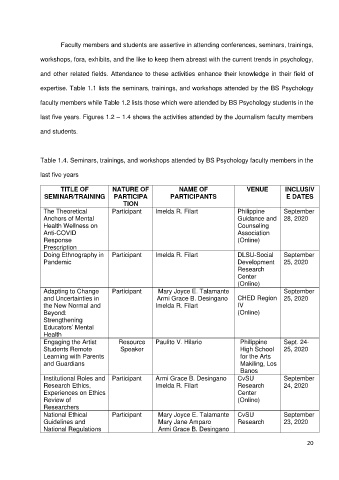 Faculty members and students are assertive in attending conferences, seminars, trainings,
workshops, fora, exhibits, and the like to keep them abreast with the current trends in psychology,
and other related fields. Attendance to these activities enhance their knowledge in their field of
expertise. Table 1.1 lists the seminars, trainings, and workshops attended by the BS Psychology
faculty members while Table 1.2 lists those which were attended by BS Psychology students in the
last five years. Figures 1.2 – 1.4 shows the activities attended by the Journalism faculty members
and students.
Table 1.4. Seminars, trainings, and workshops attended by BS Psychology faculty members in the
last five years
TITLE OF
SEMINAR/TRAINING
NATURE OF
PARTICIPA
TION
NAME OF
PARTICIPANTS
VENUE
INCLUSIV
E DATES
The Theoretical
Anchors of Mental
Health Wellness on
Anti-COVID
Response
Prescription
Participant
Imelda R. Filart
Philippine
Guidance and
Counseling
Association
(Online)
September
28, 2020
Doing Ethnography in
Pandemic
Participant
Imelda R. Filart
DLSU-Social
Development
Research
Center
(Online)
September
25, 2020
Adapting to Change
and Uncertainties in
the New Normal and
Beyond:
Strengthening
Educators' Mental
Health
Participant
Mary Joyce E. Talamante
Armi Grace B. Desingano
Imelda R. Filart
CHED Region
IV
(Online)
September
25, 2020
Engaging the Artist
Students Remote
Learning with Parents
and Guardians
Resource
Speaker
Paulito V. Hilario
Philippine
High School
for the Arts
Makiling, Los
Banos
Sept. 24-
25, 2020
Institutional Roles and
Research Ethics,
Experiences on Ethics
Review of
Researchers
Participant
Armi Grace B. Desingano
Imelda R. Filart
CvSU
Research
Center
(Online)
September
24, 2020
National Ethical
Guidelines and
National Regulations
Participant
Mary Joyce E. Talamante
Mary Jane Amparo
Armi Grace B. Desingano
CvSU
Research
September
23, 2020
20